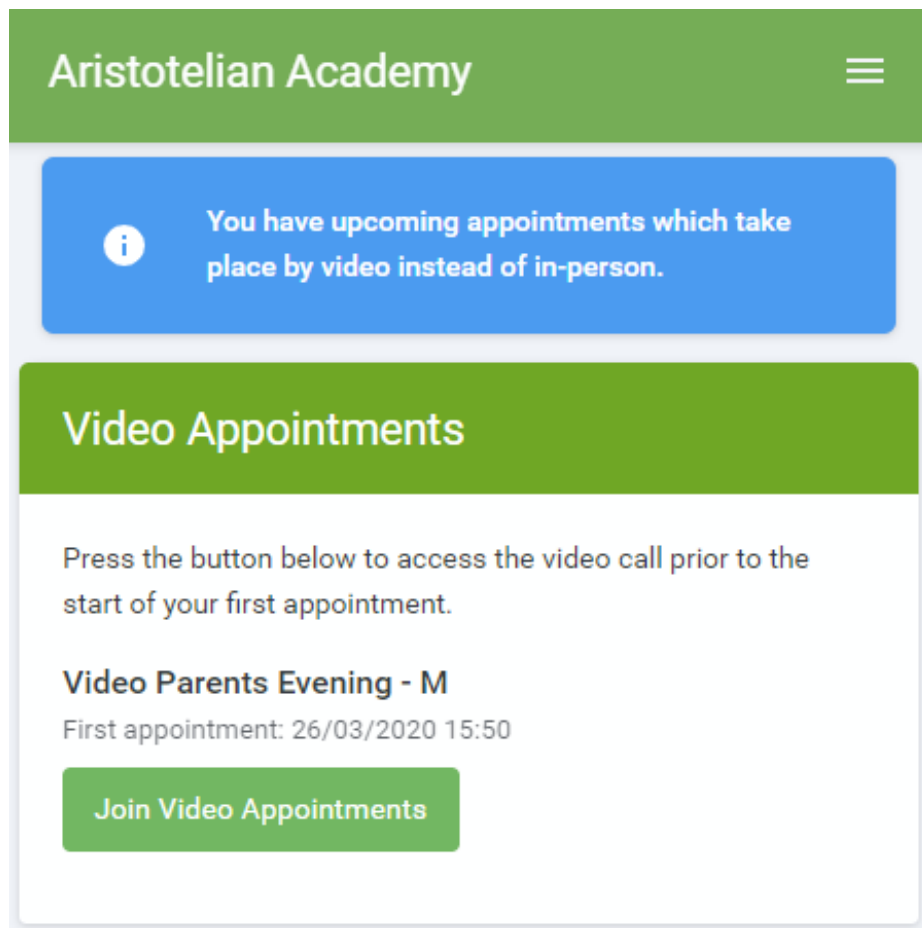 Aristotelian Academy
You have upcoming appointments which take
place by video instead of in-person.
Video Appointments
Press the button below to access the video call prior to the
start of your first appointment.
Video Parents Evening - M
First appointment: 26/03/2020 15:50
Join Video Appointments